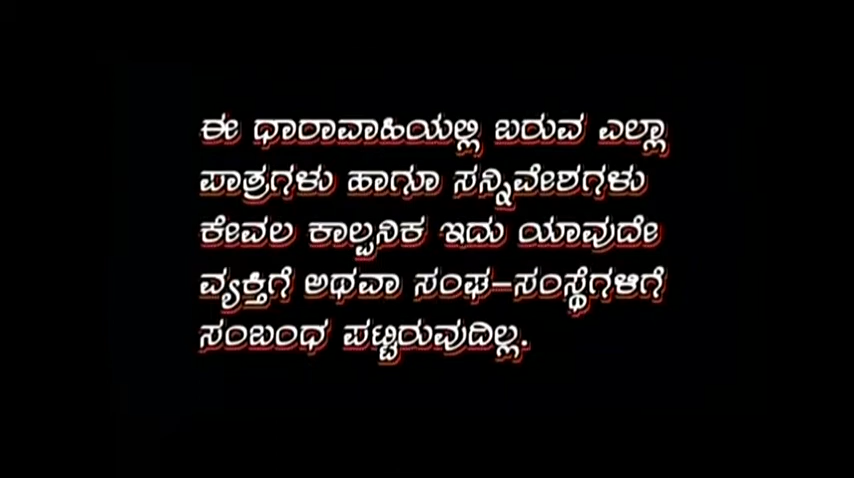 ಈ ಧಾರಾವಾಹಿಯಲ್ಲಿ ಬರುವ ಎಲ್ಲಾ
ಪಾತ್ರಗಳು ಹಾಗೂ ಸನ್ನಿವೇಶಗಳು
ಕೇವಲ ಕಾಲ್ಪನಿಕ ಇದು ಯಾವುದೇ
ವ್ಯಕ್ತಿಗೆ ಅಥವಾ ಸಂಘ-ಸಂಸ್ಥೆಗಳಿಗೆ
ಸಂಬಂಧ ಪಟ್ಟಿರುವುದಿಲ್ಲ.